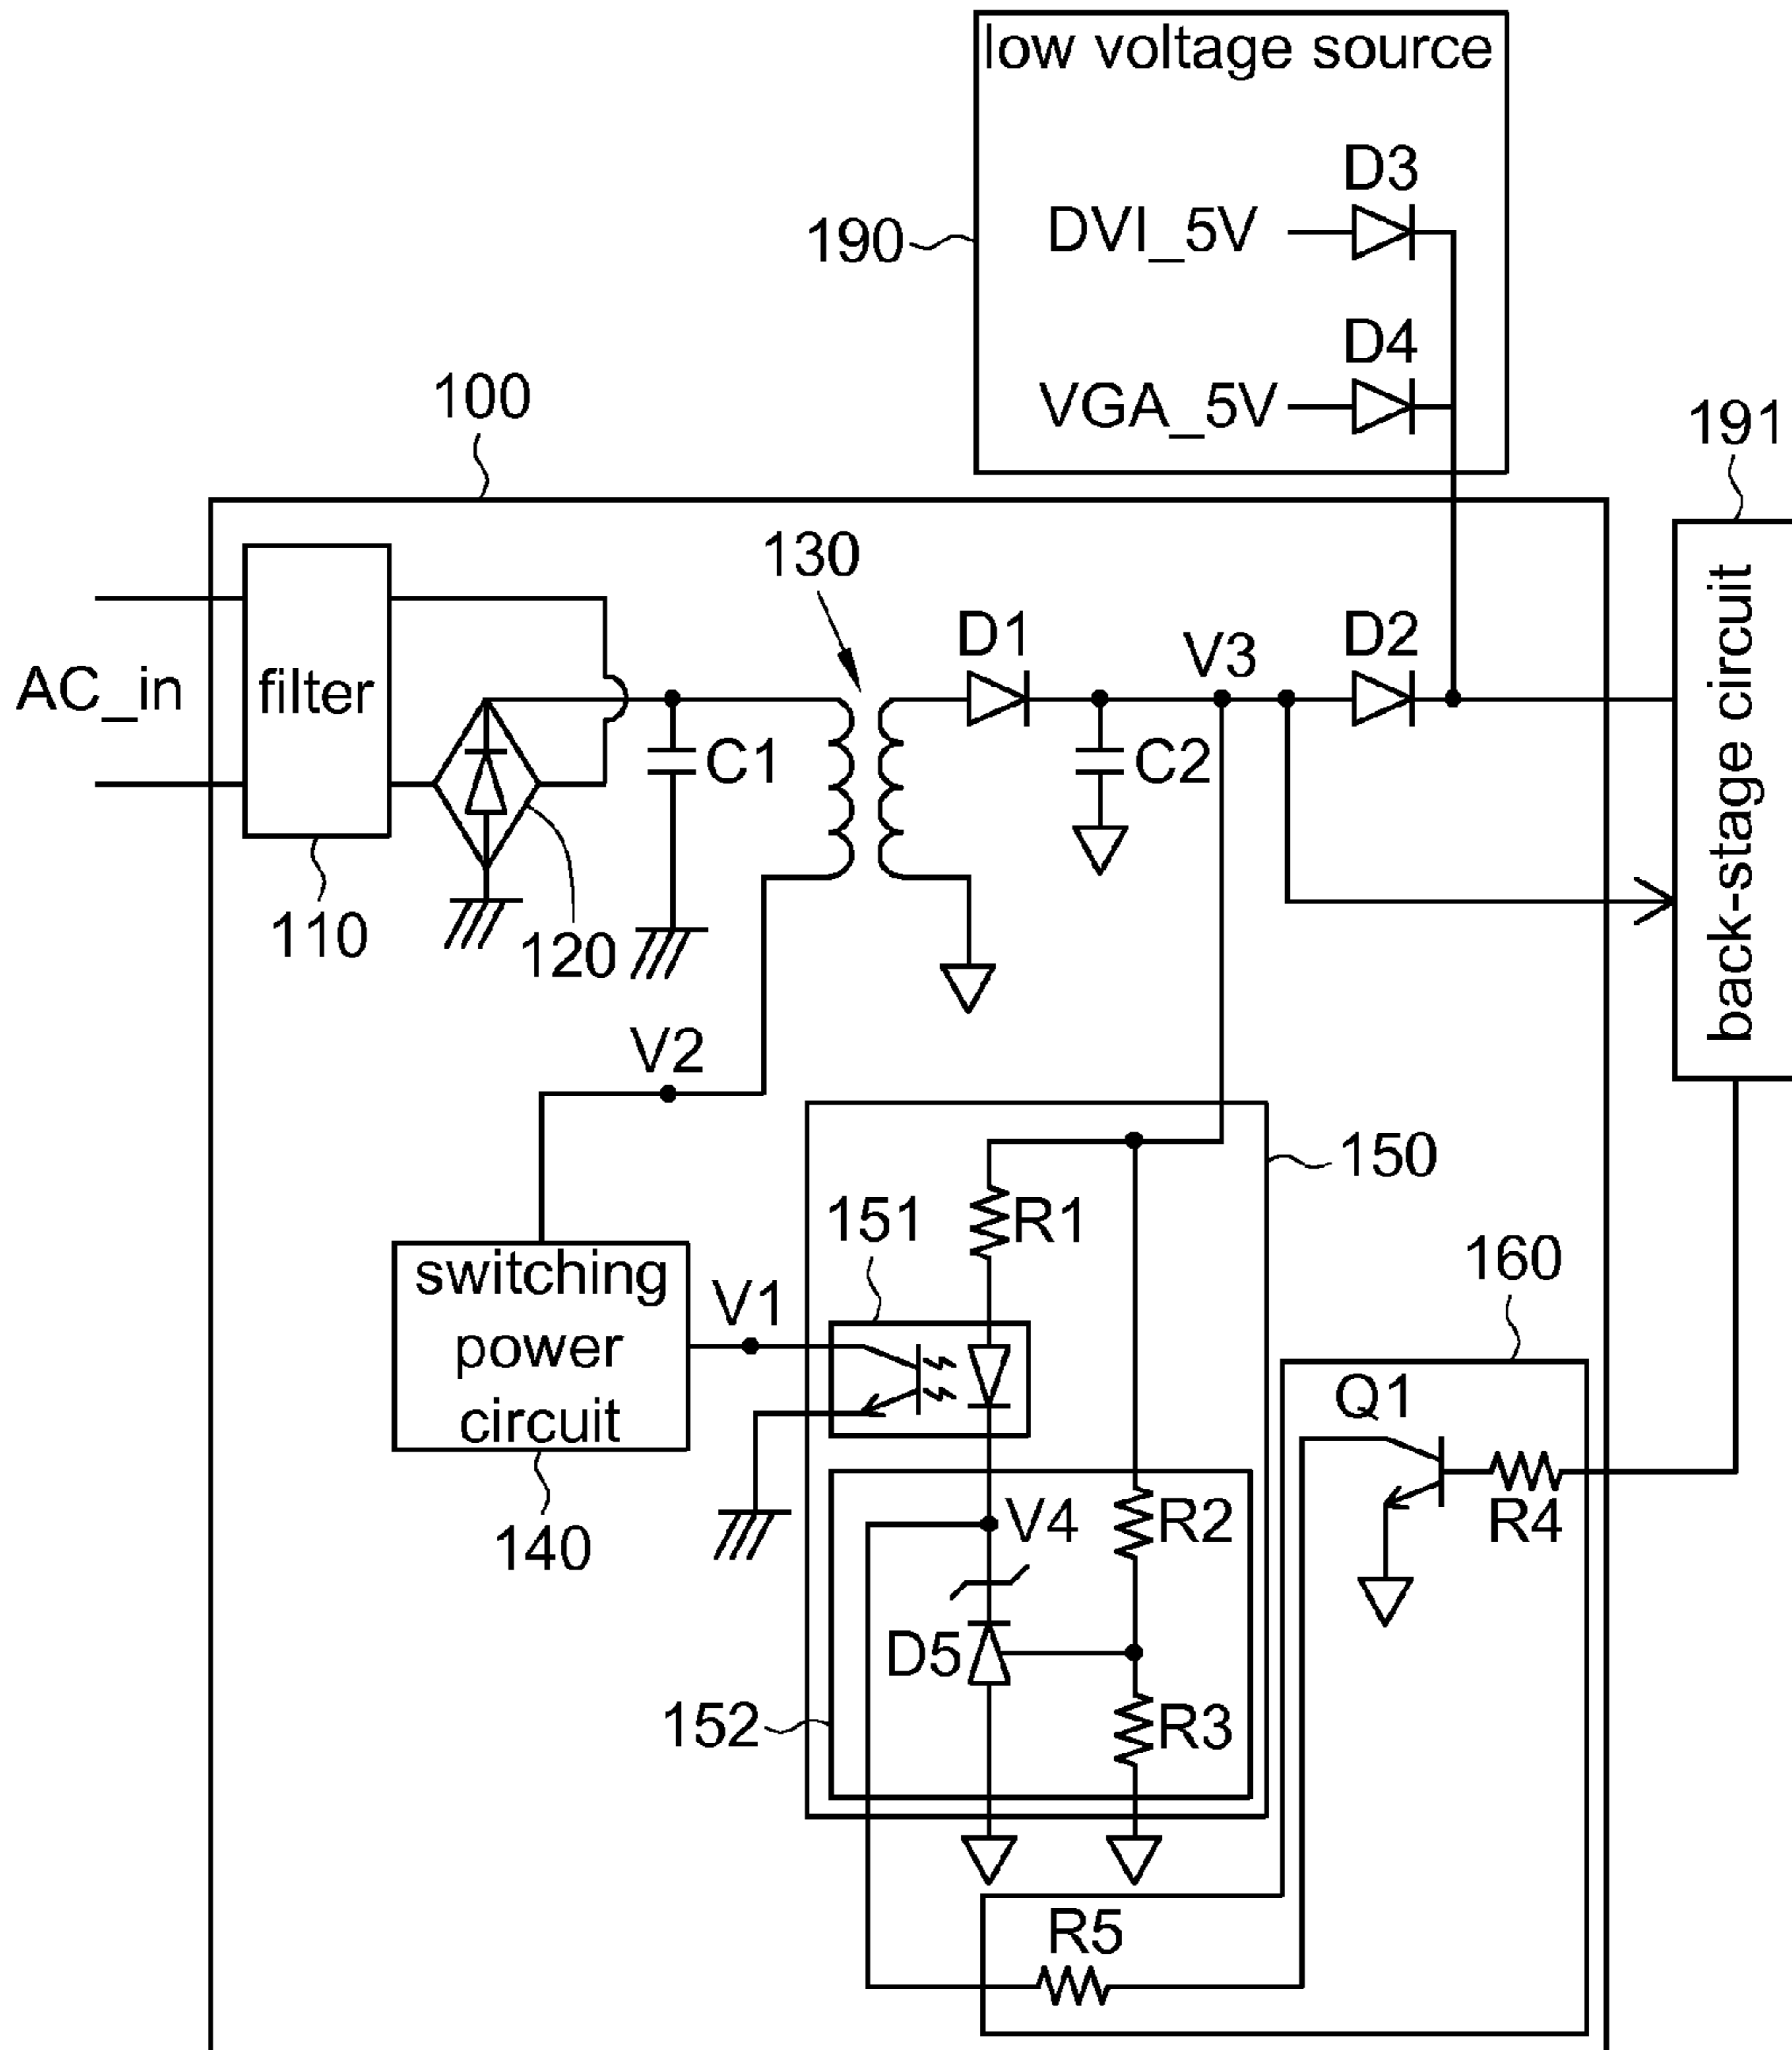 low voltage source
D3
DVI_5V
190
D4
VGA_5V
100
191
130
D1
V3
D2
AC_in
filter
C1
C2
back-stage circuit
110
120
V2
150
R1
151
160
switching
power
circuit
V1
Q1
V4
R2
R4
140
D5
152
R3
R5